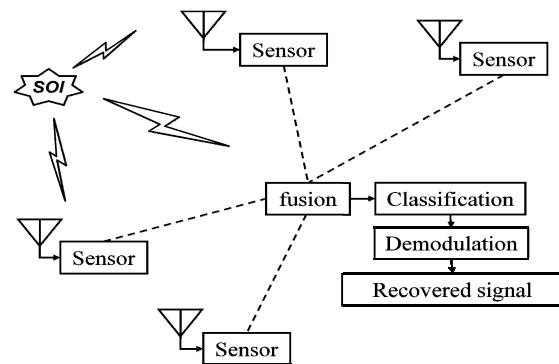 Sensor
Sensor
SOI
fusion
Classification
Demodulation
Sensor
Recovered signal
Sensor